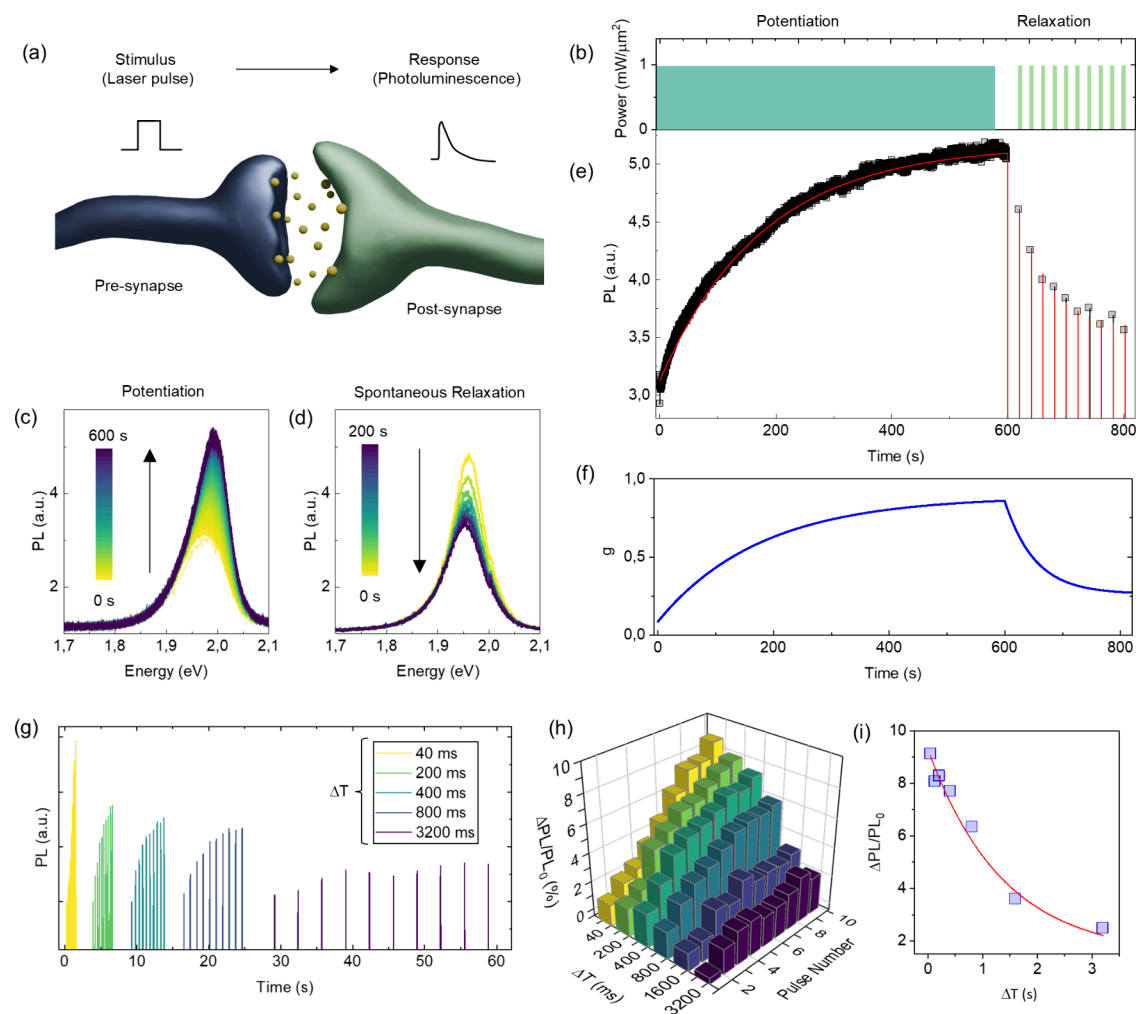 (a)
Stimulus
(Laser pulse)
Response
(Photoluminescence)
Pre-synapse
Post-synapse
Potentiation
Relaxation
(b)
Power (mW/μm²)
1
0
(e)
PL (a.u.)
5,0
4,5
4,0
3,5
3,0
0
200
400
600
800
Time (s)
Potentiation
(c)
600 s
0 s
PL (a.u.)
4
2
1,7
1,8
1,9
2,0
2,1
Energy (eV)
Spontaneous Relaxation
(d)
200 s
0 s
PL (a.u.)
4
2
1,7
1,8
1,9
2,0
2,1
Energy (eV)
(f)
g
1,0
0,5
0,0
0
200
400
600
800
Time (s)
(g)
PL (a.u.)
ΔT
40 ms
200 ms
400 ms
800 ms
3200 ms
0
10
20
30
40
50
60
Time (s)
(h)
ΔPL/PL₀ (%)
10
8
6
4
2
0
40
200
400
800
1600
3200
ΔT (ms)
2
4
6
8
10
Pulse Number
(i)
ΔPL/PL₀
10
8
6
4
2
0
1
2
3
ΔT (s)